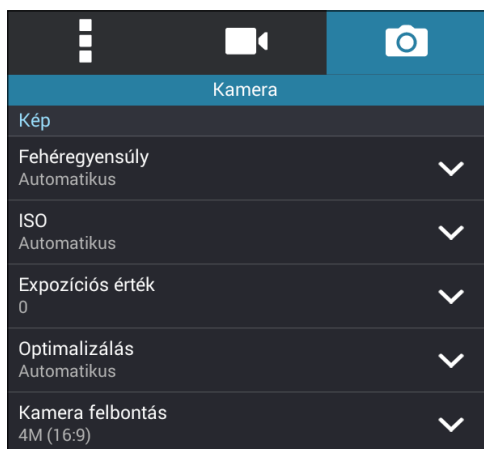 Kamera
Kép
Fehéregyensúly
Automatikus
ISO
Automatikus
Expozíciós érték
0
Optimalizálás
Automatikus
Kamera felbontás
4M (16:9)